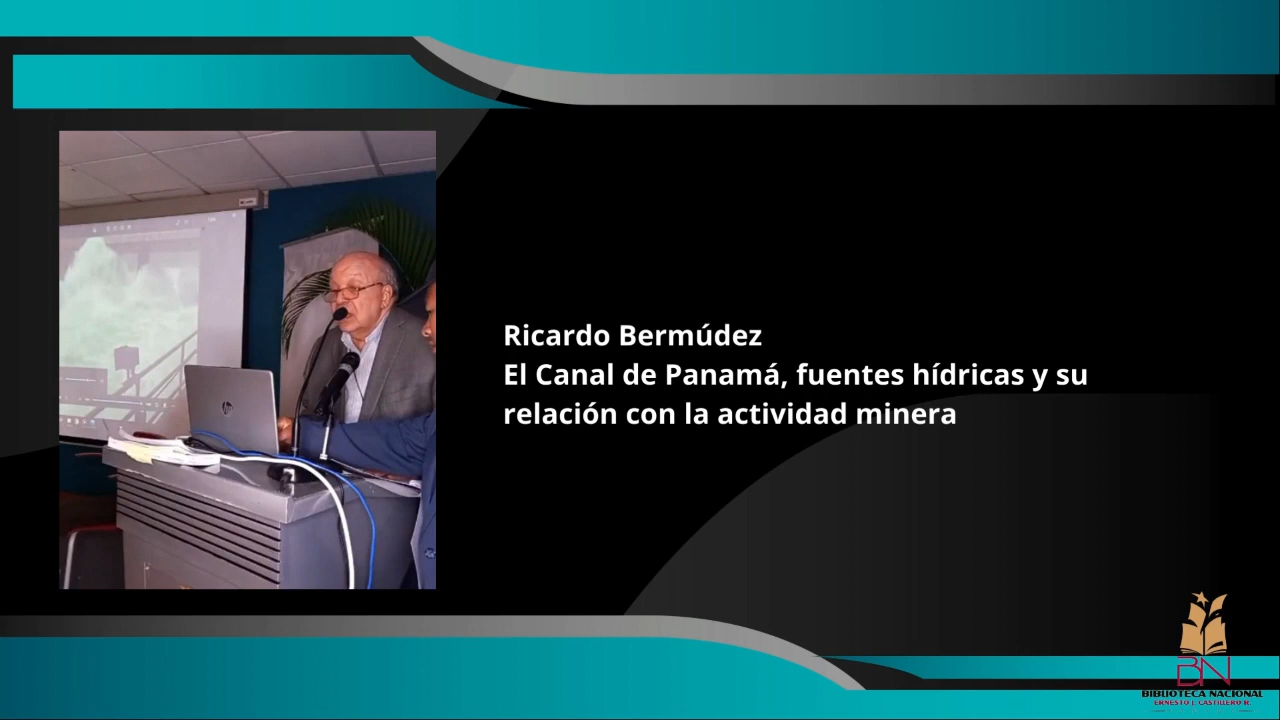 Ricardo Bermúdez
El Canal de Panamá, fuentes hídricas y su
relación con la actividad minera
hp
BN
BIBLIOTECA NACIONAL
ERNESTO J. CASTILLERO R.